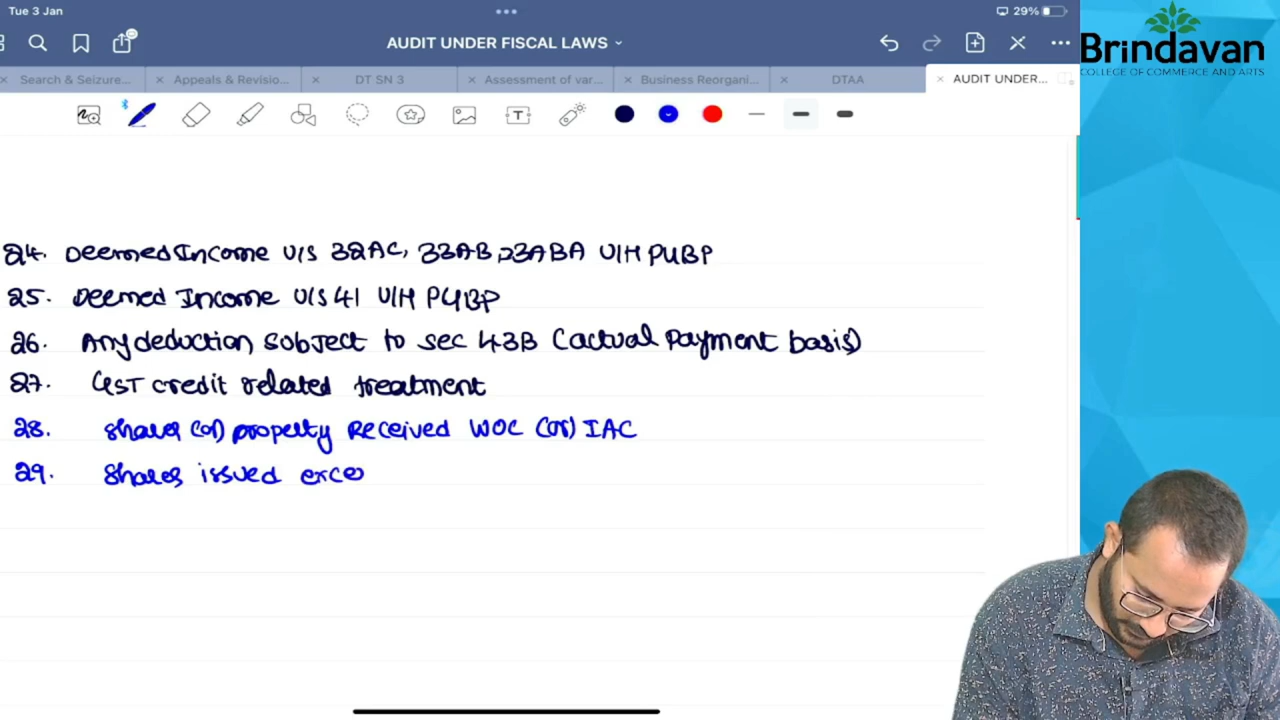 Tue 3 Jan
29%
AUDIT UNDER FISCAL LAWS
Brindavan
COLLEGE OF COMMERCE AND ARTS
Search & Seizure...
Appeals & Revisio...
DT SN 3
Assessment of var...
Business Reorgani...
DTAA
AUDIT UNDER...
T
24. Deemed Income U/S 32AC, 33AB, 33ABA U/H PGBP
25. Deemed Income U/S 41 U/H PGBP
26. Any deduction subject to sec 43B (actual payment basis)
27. GST credit related treatment
28. Shares (or) property Received WOC (or) IAC
29. Shares issued exce